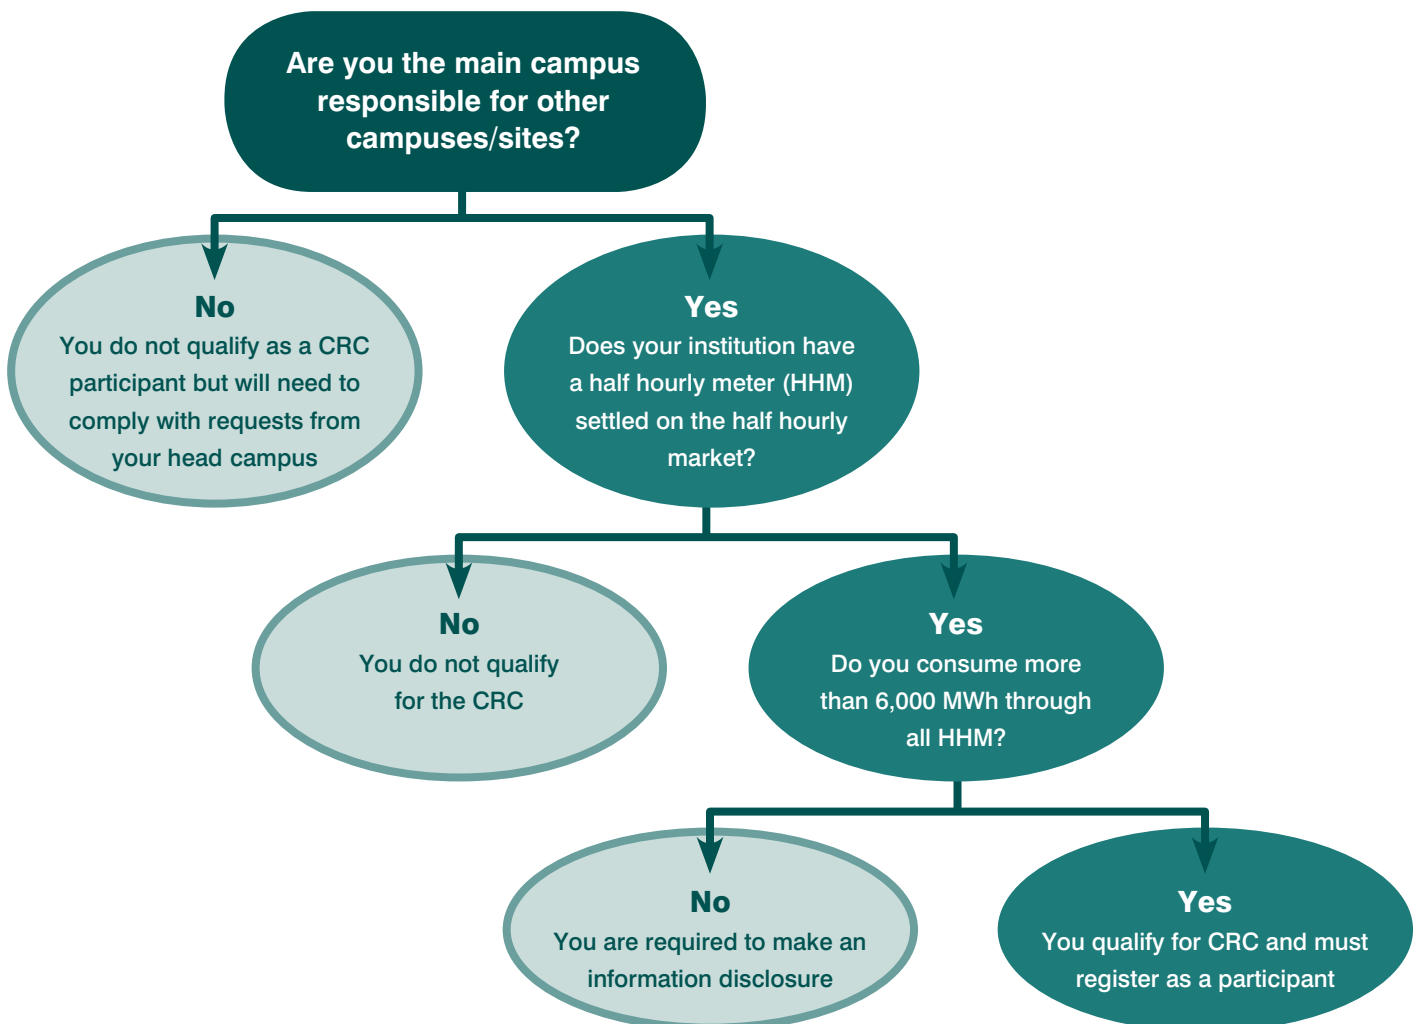 Are you the main campus
responsible for other
campuses/sites?
No
You do not qualify as a CRC
participant but will need to
comply with requests from
your head campus
Yes
Does your institution have
a half hourly meter (HHM)
settled on the half hourly
market?
No
You do not qualify
for the CRC
Yes
Do you consume more
than 6,000 MWh through
all HHM?
No
You are required to make an
information disclosure
Yes
You qualify for CRC and must
register as a participant